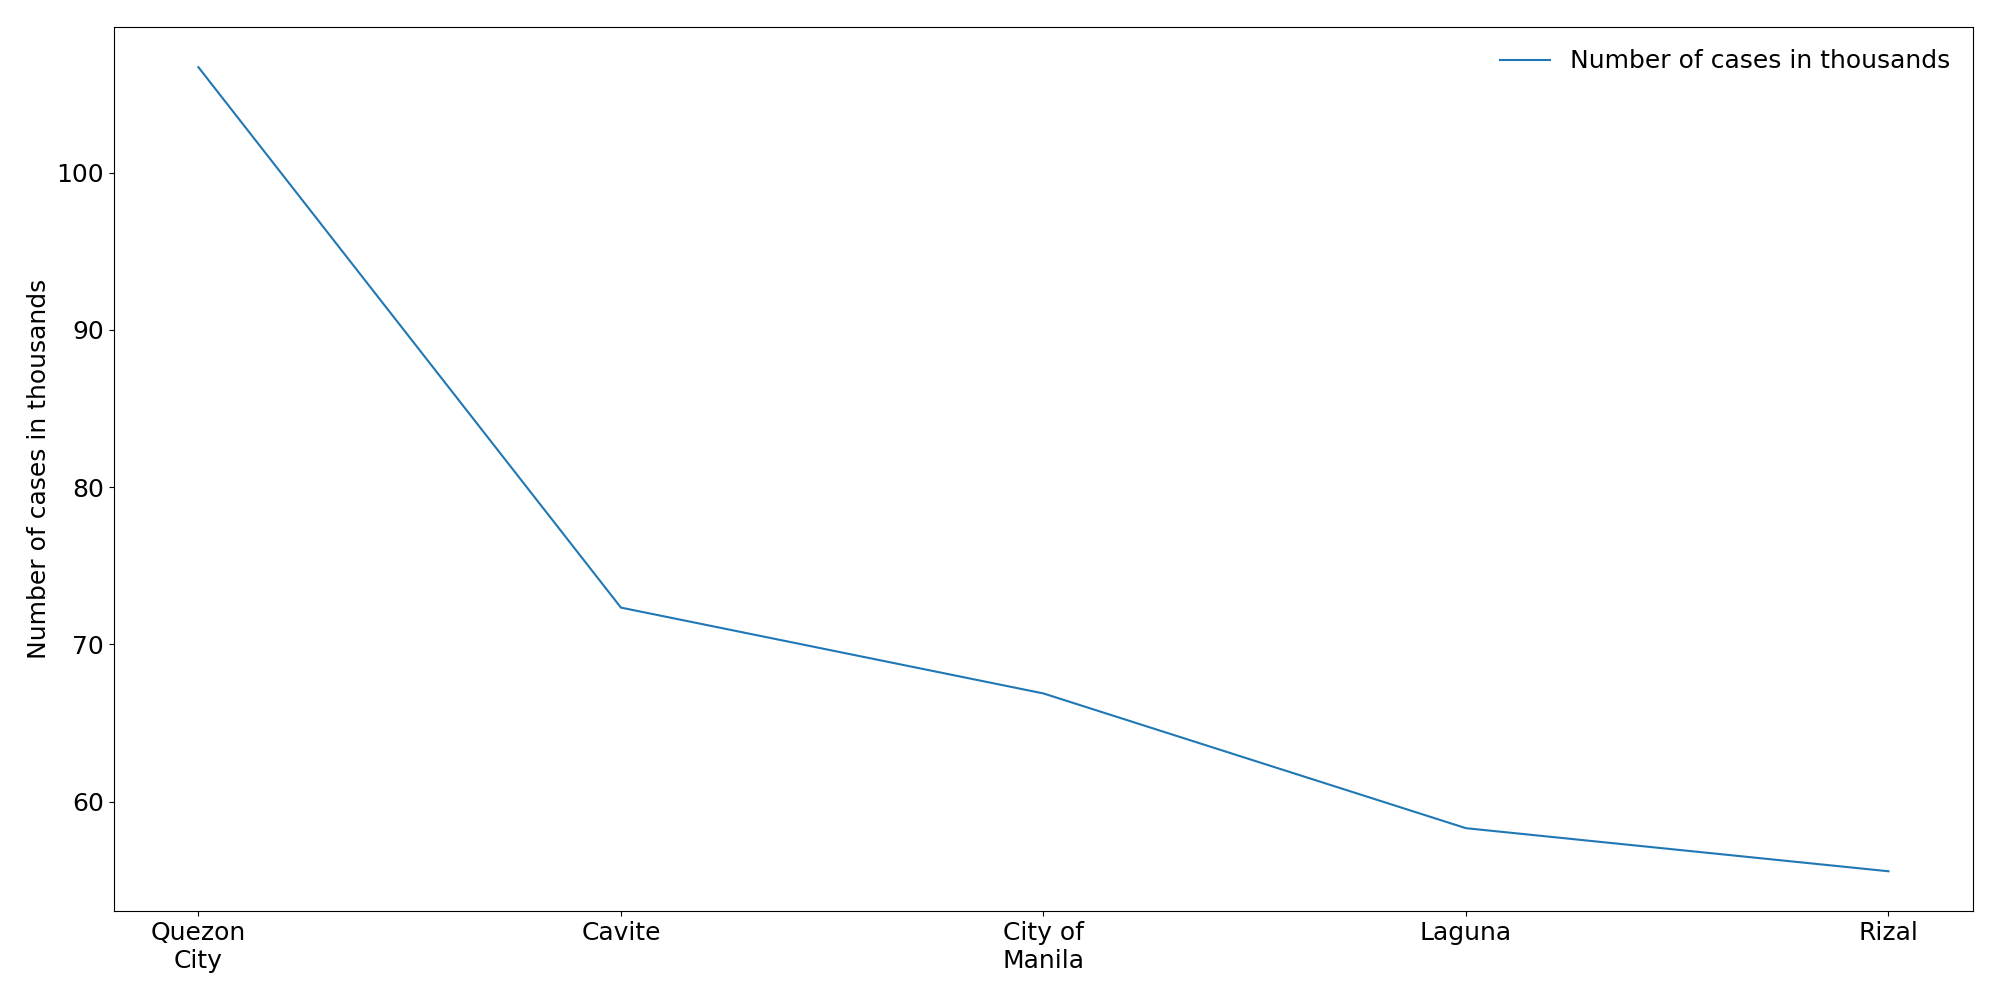 Number of cases in thousands
Number of cases in thousands
100
90
80
70
60
Quezon
City
Cavite
City of
Manila
Laguna
Rizal